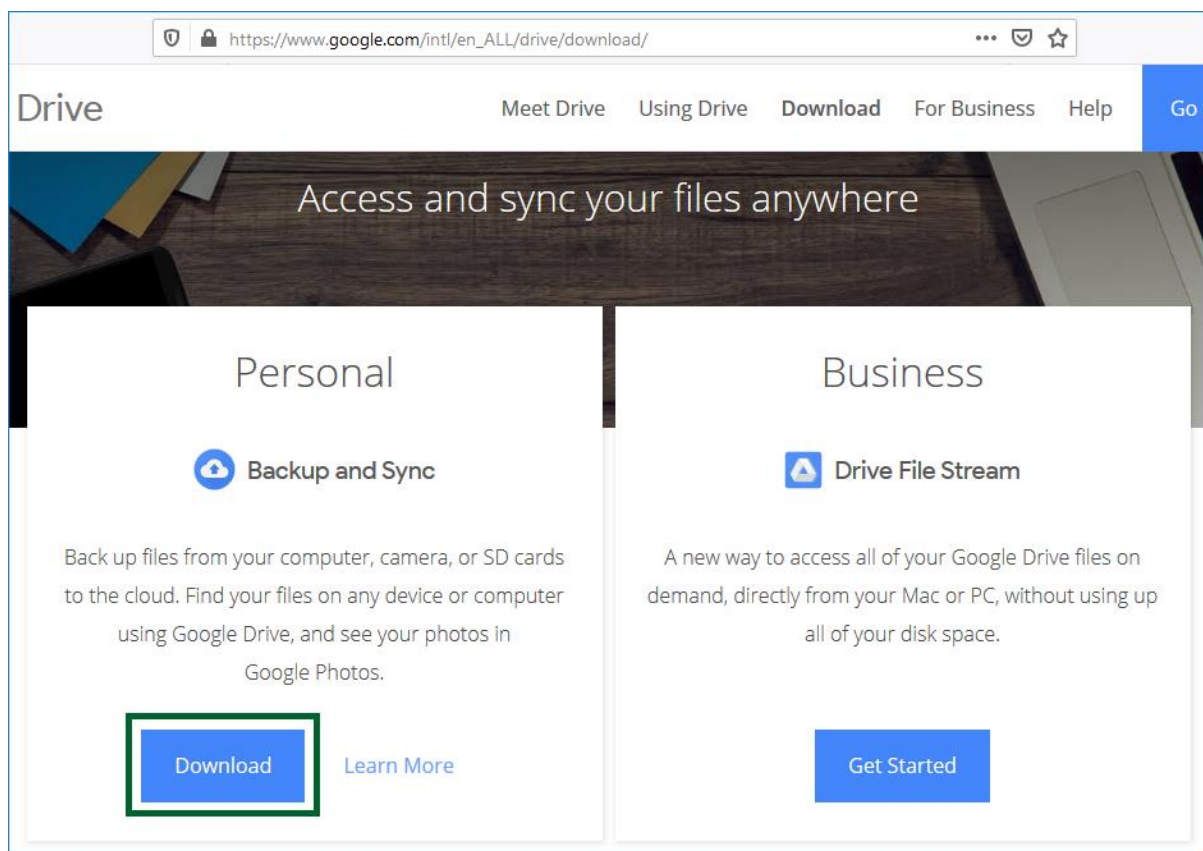 https://www.google.com/intl/en_ALL/drive/download/
Drive
Meet Drive Using Drive Download For Business Help Go
Access and sync your files anywhere
Personal
Backup and Sync
Back up files from your computer, camera, or SD cards
to the cloud. Find your files on any device or computer
using Google Drive, and see your photos in
Google Photos.
Download Learn More
Business
Drive File Stream
A new way to access all of your Google Drive files on
demand, directly from your Mac or PC, without using up
all of your disk space.
Get Started